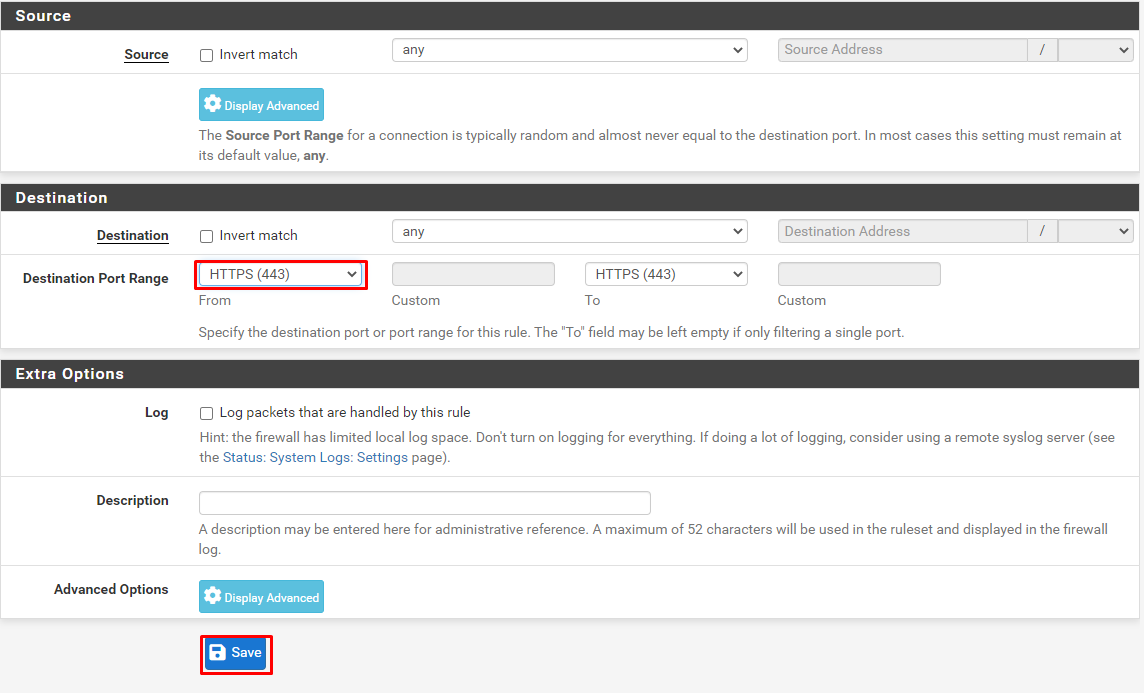 Source
Source Invert match any Source Address /
Display Advanced
The Source Port Range for a connection is typically random and almost never equal to the destination port. In most cases this setting must remain at
its default value, any.
Destination
Destination Invert match any Destination Address /
Destination Port Range HTTPS (443) HTTPS (443)
From Custom To Custom
Specify the destination port or port range for this rule. The "To" field may be left empty if only filtering a single port.
Extra Options
Log Log packets that are handled by this rule
Hint: the firewall has limited local log space. Don't turn on logging for everything. If doing a lot of logging, consider using a remote syslog server (see
the Status: System Logs: Settings page).
Description
A description may be entered here for administrative reference. A maximum of 52 characters will be used in the ruleset and displayed in the firewall
log.
Advanced Options Display Advanced
Save